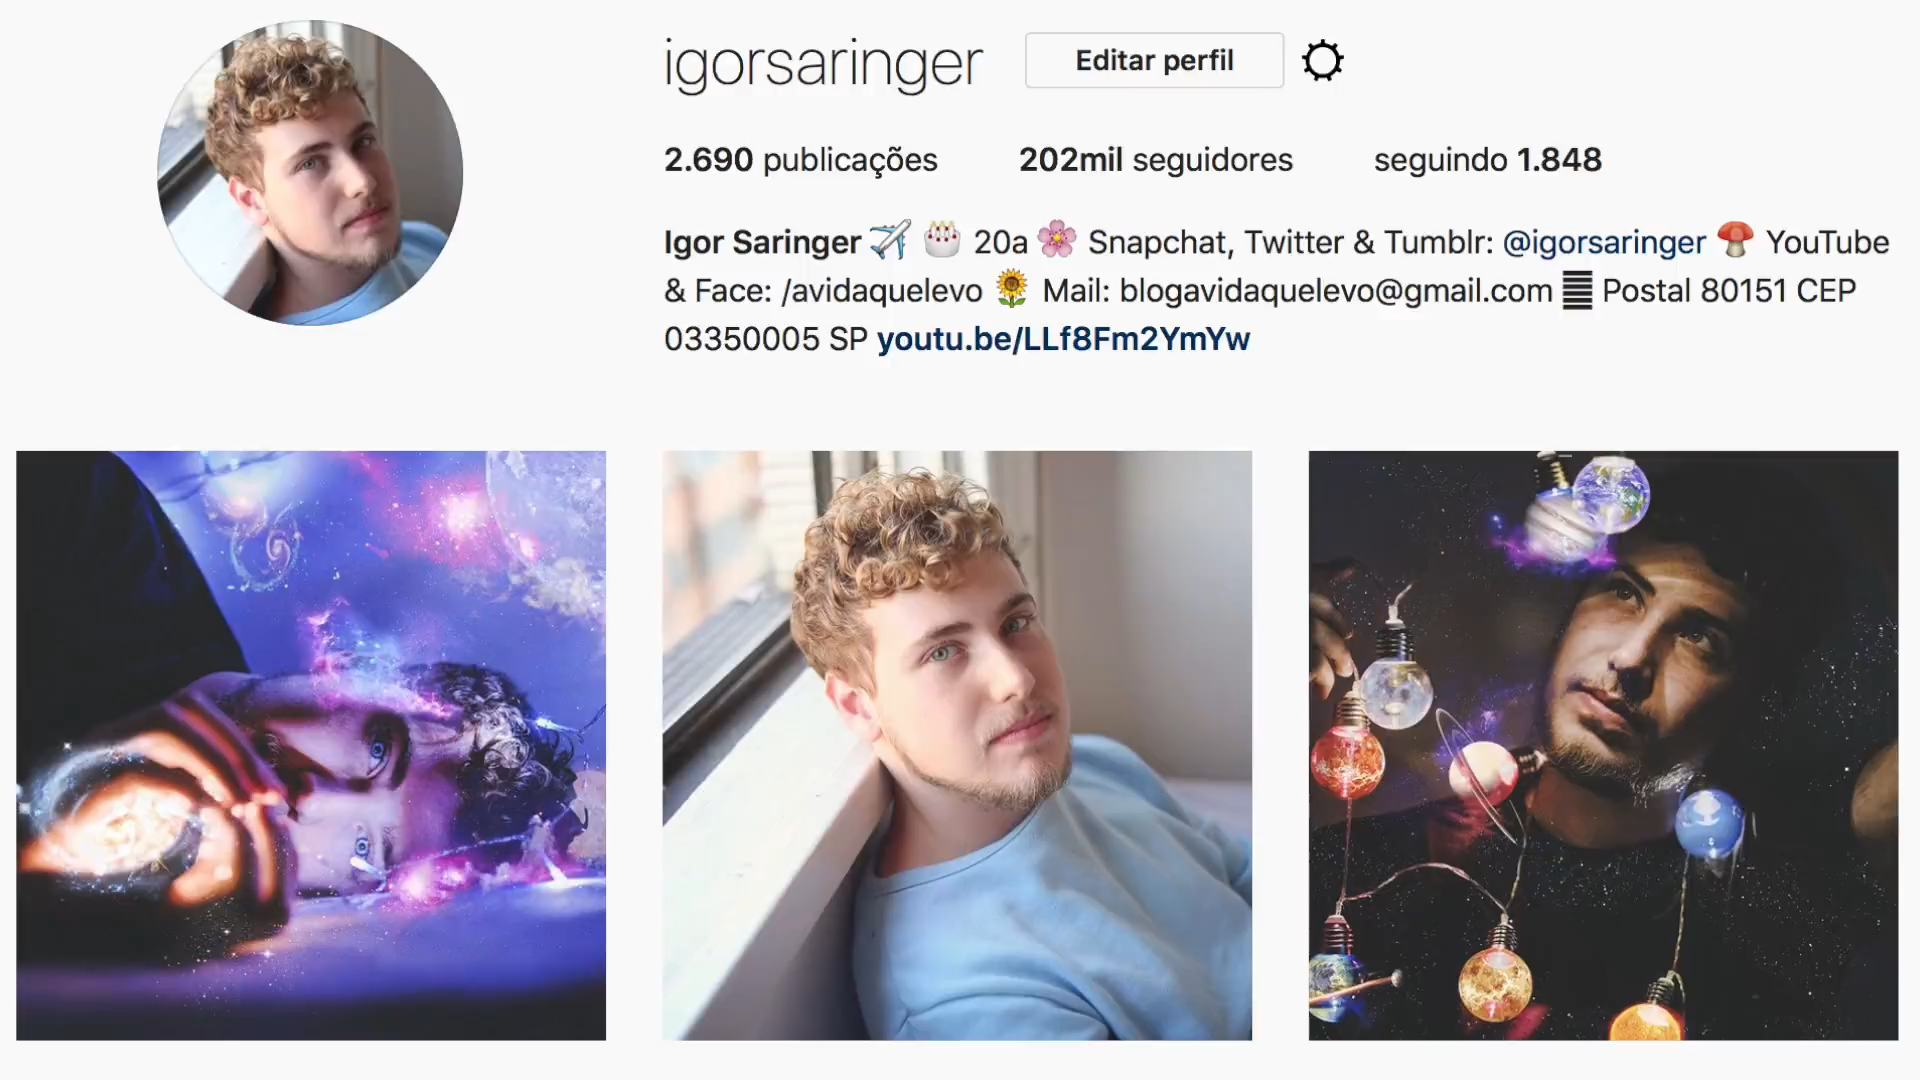 igorsaringer Editar perfil
2.690 publicações 202mil seguidores seguindo 1.848
Igor Saringer ✈️ 🎂 20a 🌸 Snapchat, Twitter & Tumblr: @igorsaringer 🍄 YouTube
& Face: /avidaquelevo 🌻 Mail: blogavidaquelevo@gmail.com Postal 80151 CEP
03350005 SP youtu.be/LLf8Fm2YmYw